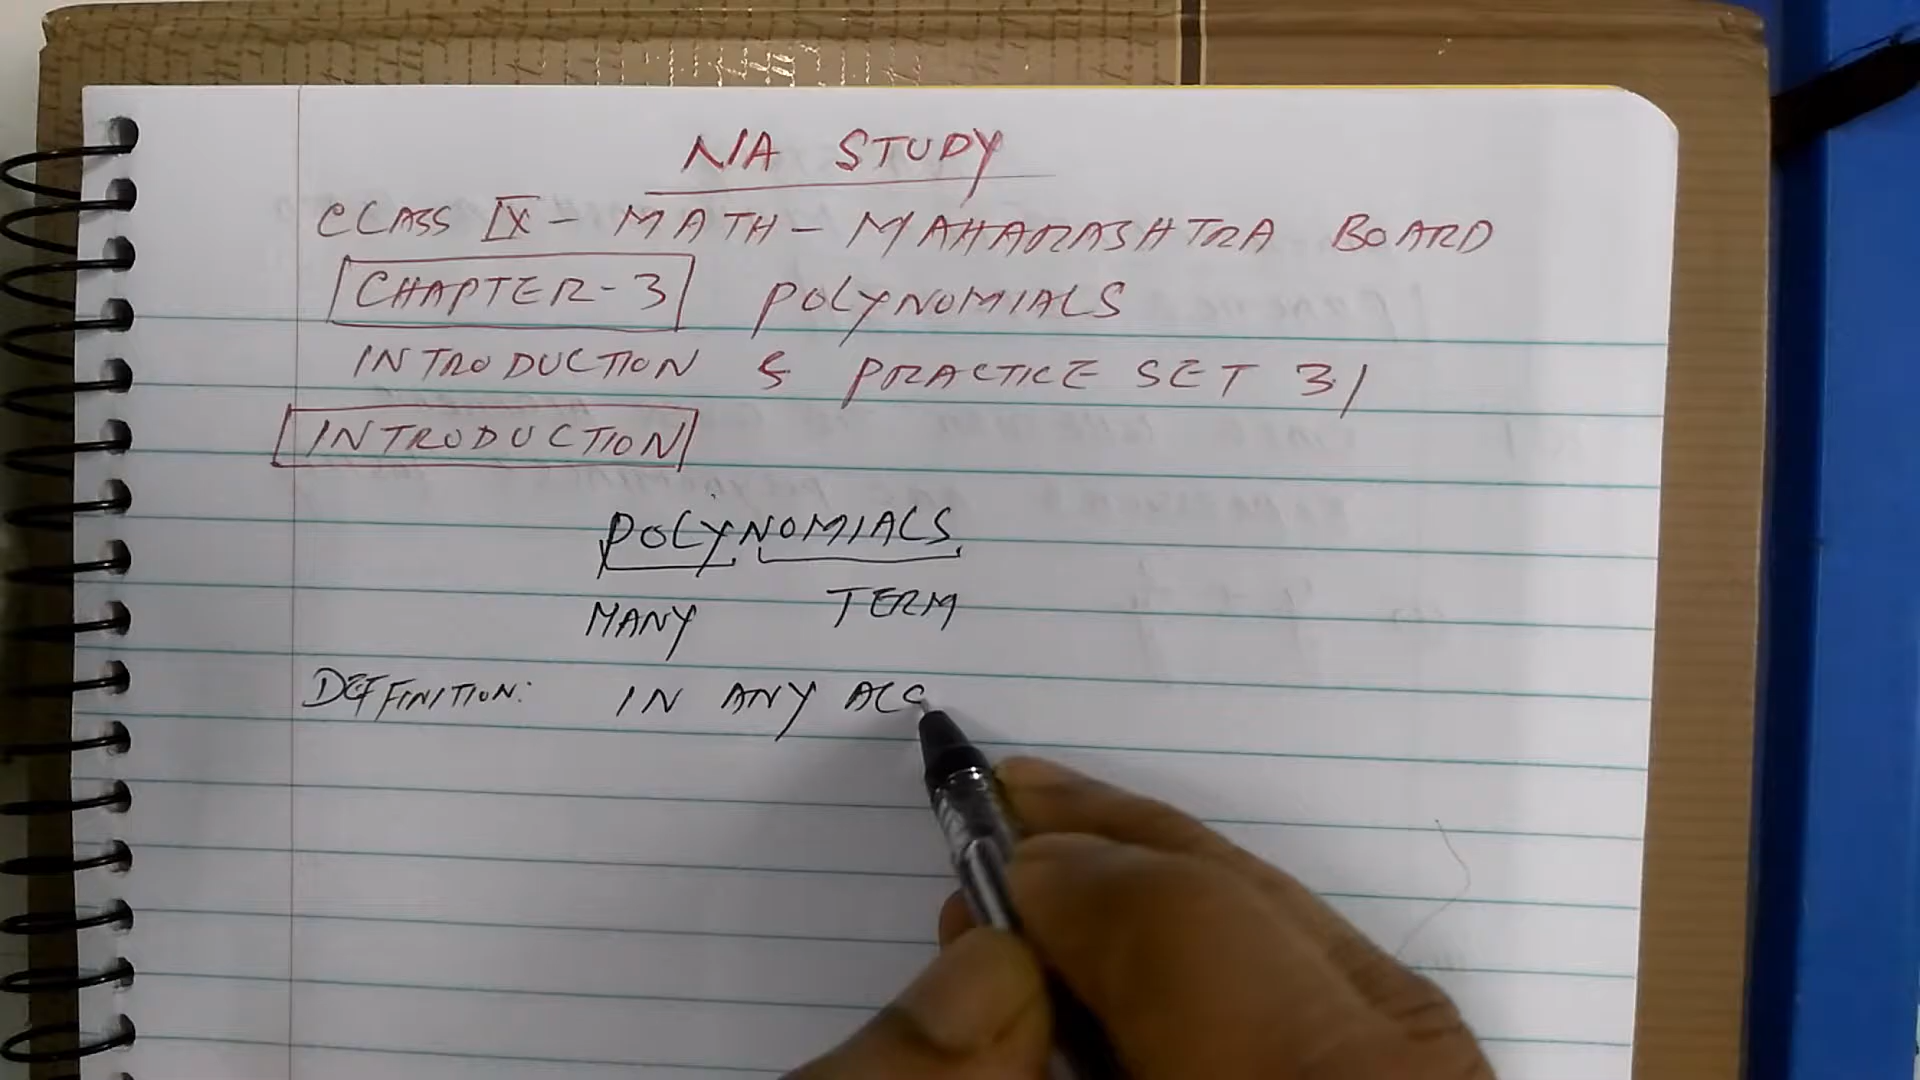 N/A STUDY
CLASS IX - MATH - MAHARASHTRA BOARD
CHAPTER-3 POLYNOMIALS
INTRODUCTION & PRACTICE SET 3.1
INTRODUCTION
POLYNOMIALS
MANY TERM
DEFFINITION: IN ANY ALG